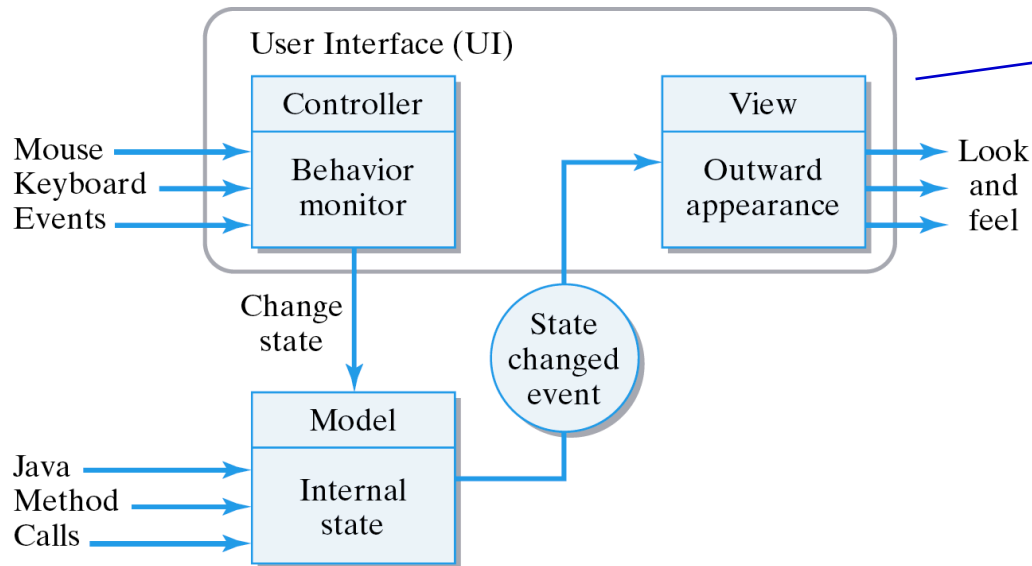 User Interface (UI)
Controller
Behavior
monitor
View
Outward
appearance
Mouse
Keyboard
Events
Look
and
feel
Change
state
State
changed
event
Model
Internal
state
Java
Method
Calls